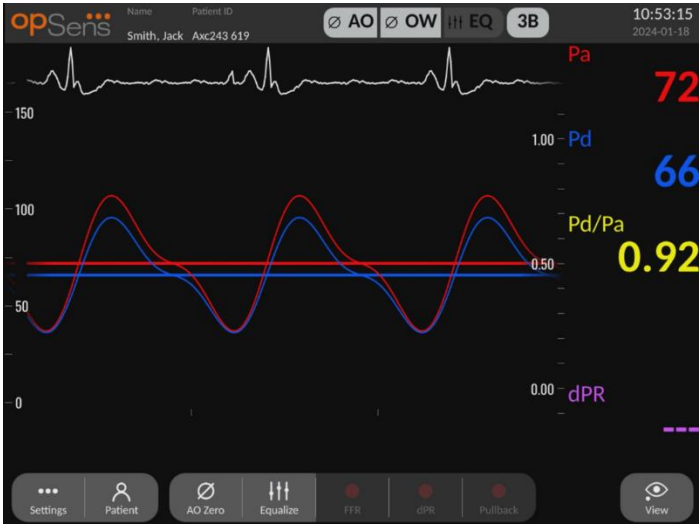 opSens
Name Patient ID
Smith, Jack Axc243 619
Ø AO Ø OW EQ 3B
10:53:15
2024-01-18
Pa
72
150
1.00
Pd
66
100
Pd/Pa
0.92
0.50
50
0.00
dPR
---
0
Settings Patient AO Zero Equalize FFR dPR Pullback View